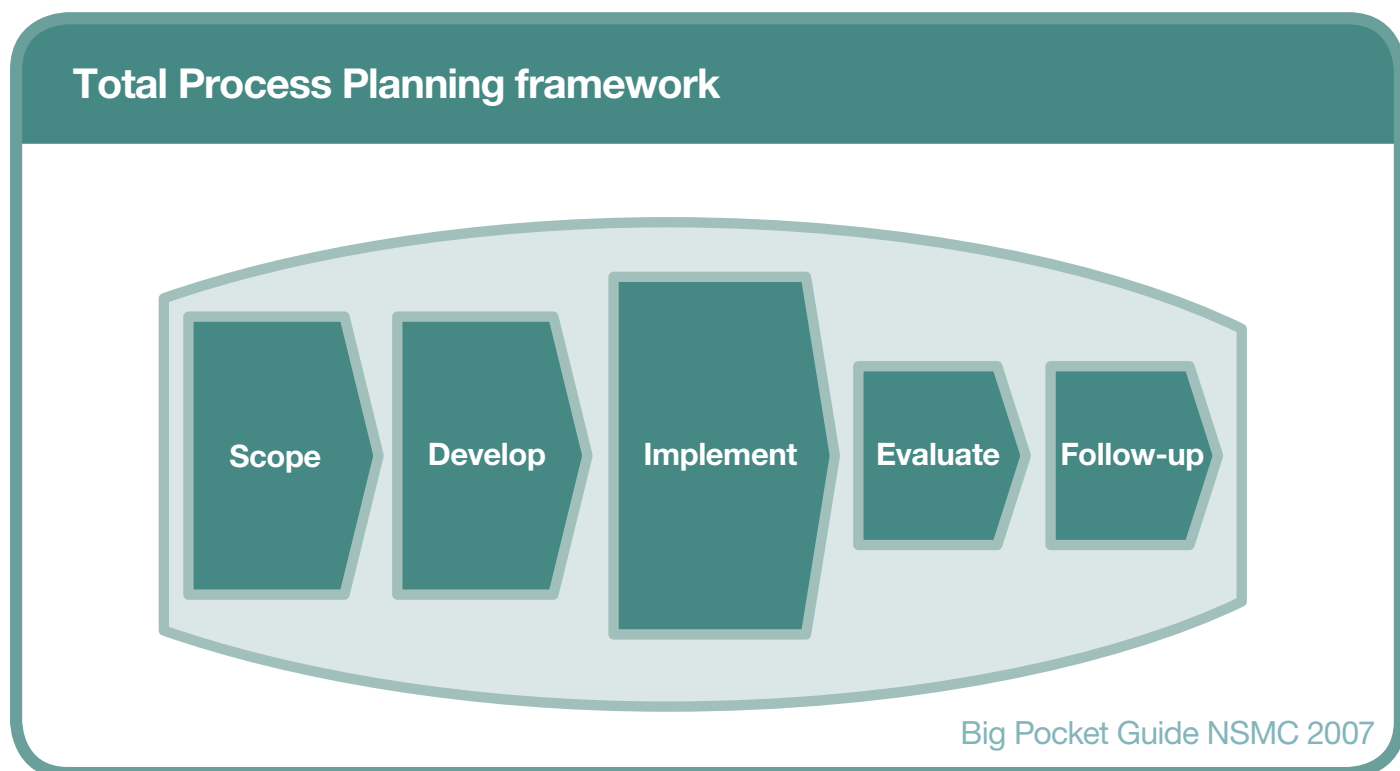 Total Process Planning framework
Scope
Develop
Implement
Evaluate
Follow-up
Big Pocket Guide NSMC 2007